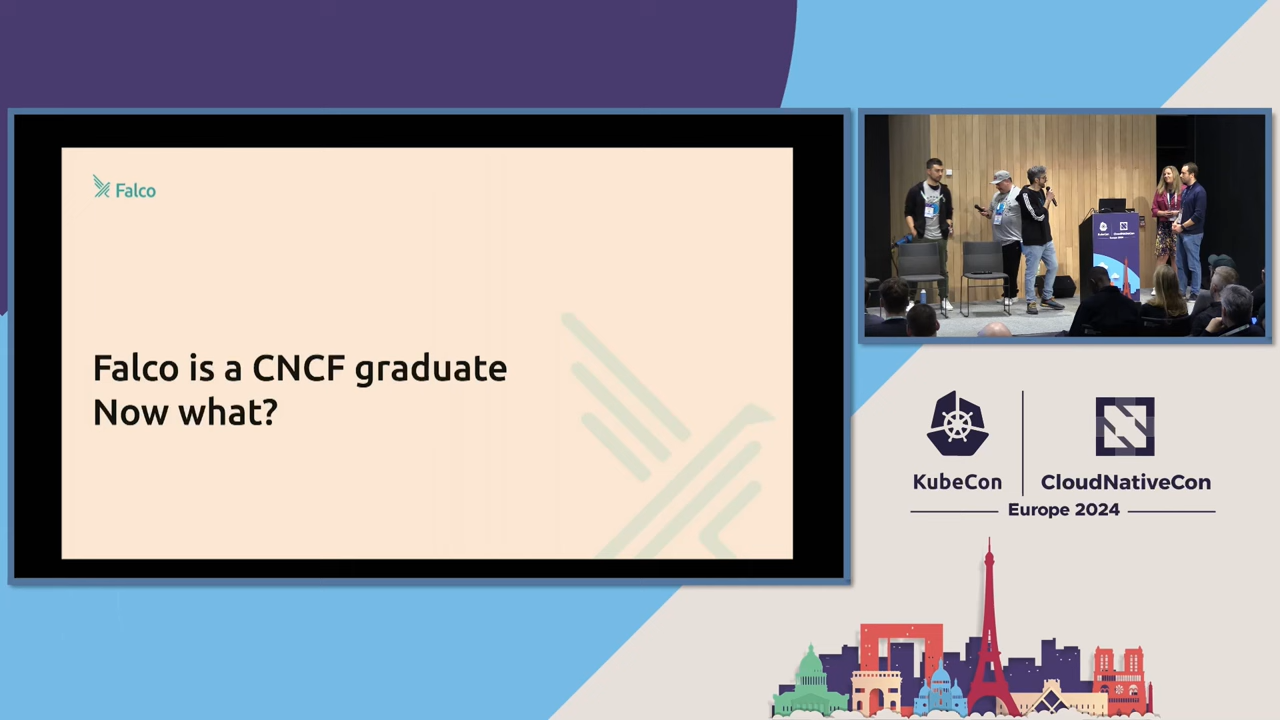 Falco
Falco is a CNCF graduate
Now what?
KubeCon
CloudNativeCon
Europe 2024